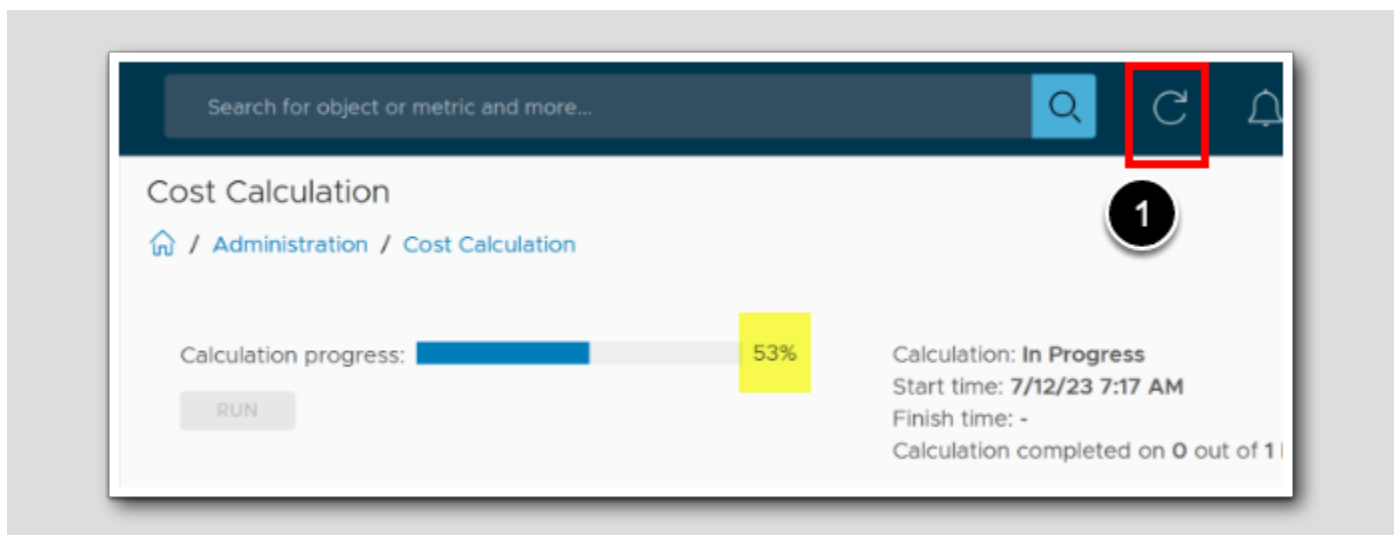 Search for object or metric and more...
1
Cost Calculation
/ Administration / Cost Calculation
Calculation progress: 53%
RUN
Calculation: In Progress
Start time: 7/12/23 7:17 AM
Finish time: -
Calculation completed on 0 out of 1